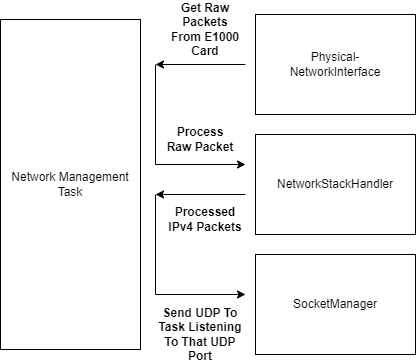 Get Raw
Packets
From E1000
Card
Physical-
NetworkInterface
Process
Raw Packet
Network Management
Task
NetworkStackHandler
Processed
IPv4 Packets
SocketManager
Send UDP To
Task Listening
To That UDP
Port